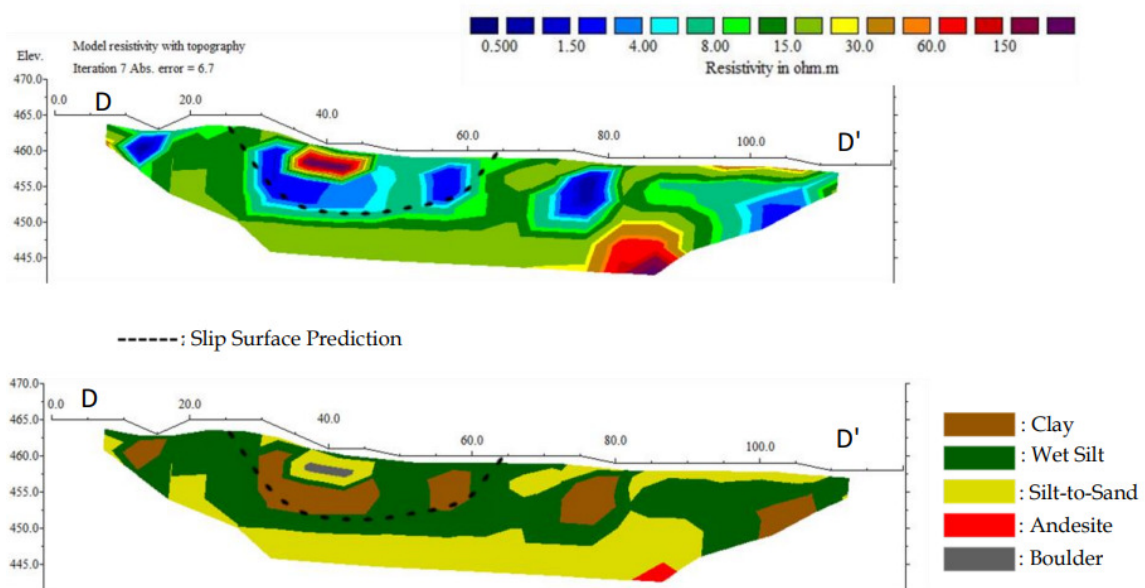 0.500 1.50 4.00 8.00 15.0 30.0 60.0 150
Resistivity in ohm.m
Model resistivity with topography
Iteration 7 Abs. error = 6.7
Elev.
470.0
465.0
460.0
455.0
450.0
445.0
0.0 D 20.0 40.0 60.0 80.0 100.0 D'
------: Slip Surface Prediction
470.0
465.0
460.0
455.0
450.0
445.0
0.0 D 20.0 40.0 60.0 80.0 100.0 D'
: Clay
: Wet Silt
: Silt-to-Sand
: Andesite
: Boulder